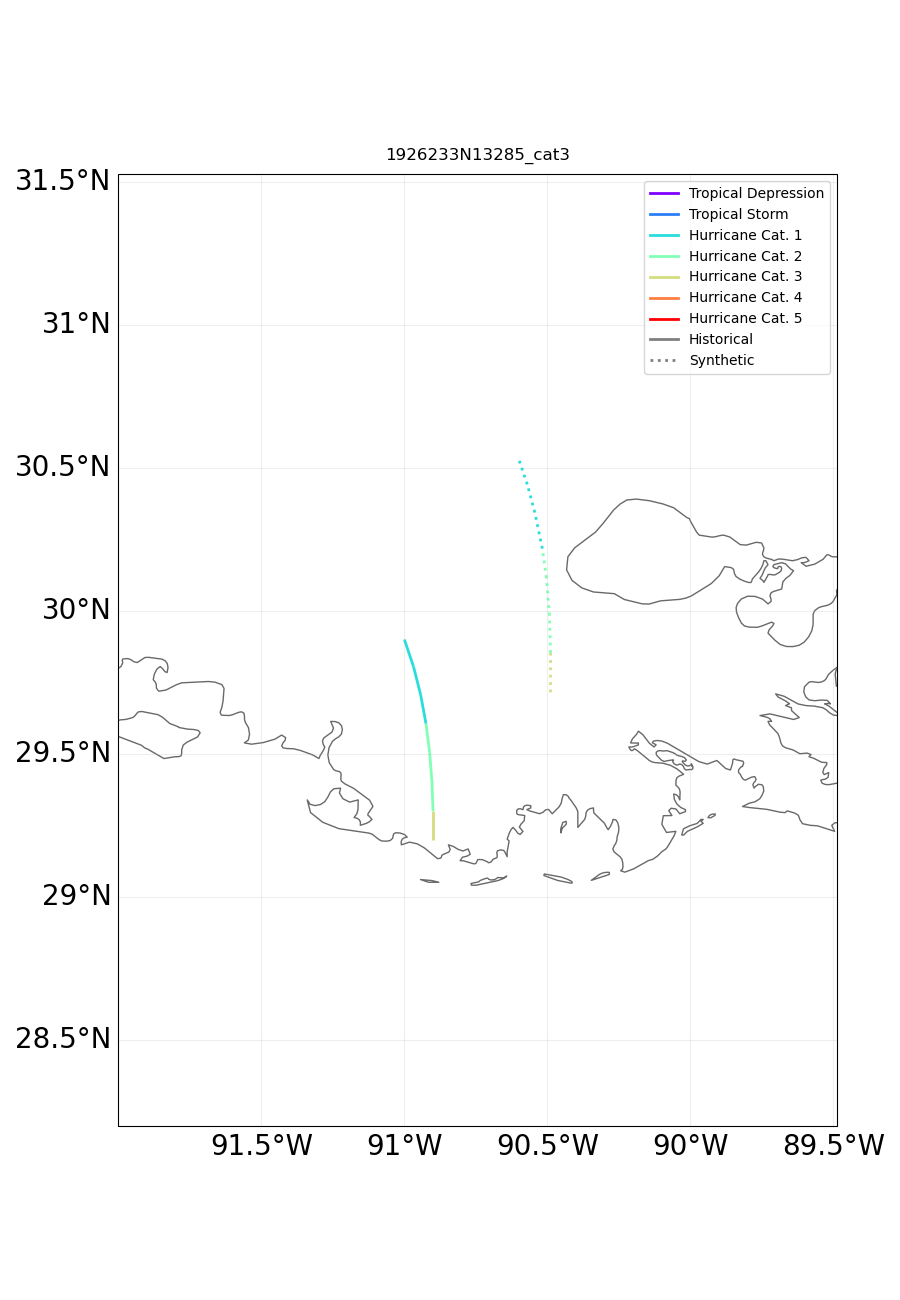 1926233N13285_cat3
31.5°N
31°N
30.5°N
30°N
29.5°N
29°N
28.5°N
Tropical Depression
Tropical Storm
Hurricane Cat. 1
Hurricane Cat. 2
Hurricane Cat. 3
Hurricane Cat. 4
Hurricane Cat. 5
Historical
Synthetic
91.5°W 91°W 90.5°W 90°W 89.5°W